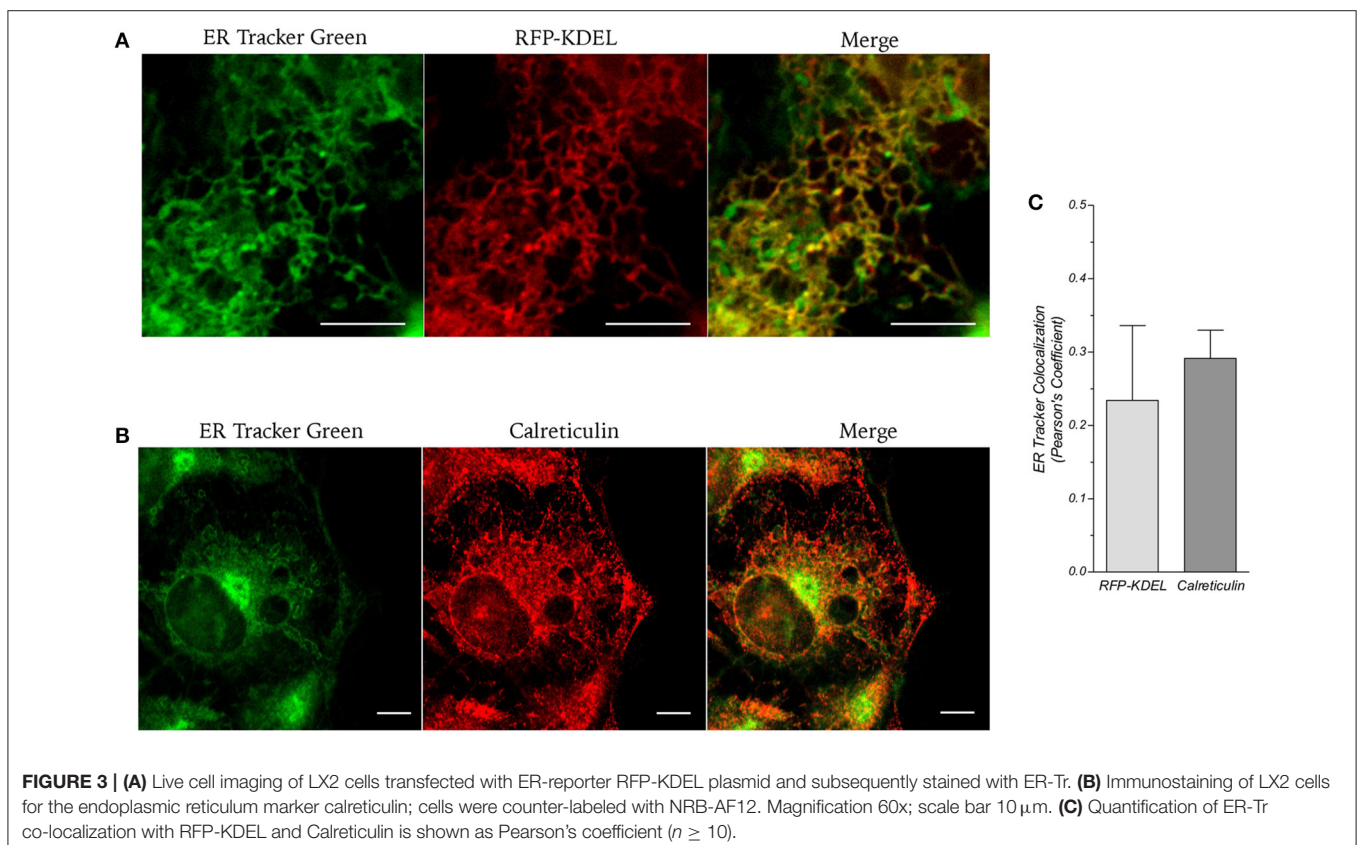 A
ER Tracker Green
RFP-KDEL
Merge
B
ER Tracker Green
Calreticulin
Merge
C
0.5
0.4
0.3
0.2
0.1
0.0
ER Tracker Colocalization
(Pearson's Coefficient)
RFP-KDEL
Calreticulin
FIGURE 3 | (A) Live cell imaging of LX2 cells transfected with ER-reporter RFP-KDEL plasmid and subsequently stained with ER-Tr. (B) Immunostaining of LX2 cells
for the endoplasmic reticulum marker calreticulin; cells were counter-labeled with NRB-AF12. Magnification 60x; scale bar 10 μm. (C) Quantification of ER-Tr
co-localization with RFP-KDEL and Calreticulin is shown as Pearson's coefficient (n ≥ 10).